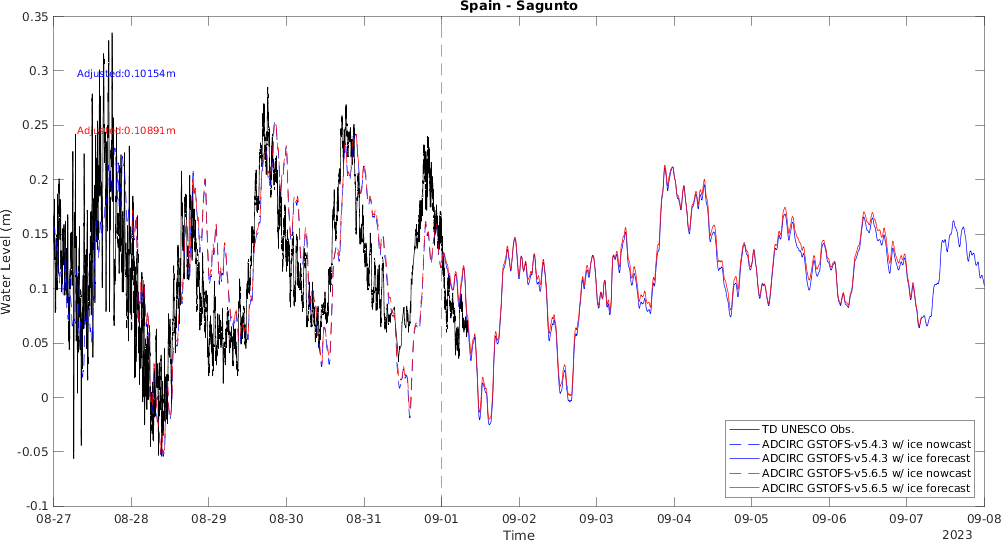 Spain - Sagunto
0.35
0.3
0.25
0.2
0.15
0.1
0.05
0
-0.05
-0.1
Water Level (m)
Adjusted:0.10154m
Adjusted:0.10891m
TD UNESCO Obs.
ADCIRC GSTOFS-v5.4.3 w/ ice nowcast
ADCIRC GSTOFS-v5.4.3 w/ ice forecast
ADCIRC GSTOFS-v5.6.5 w/ ice nowcast
ADCIRC GSTOFS-v5.6.5 w/ ice forecast
08-27 08-28 08-29 08-30 08-31 09-01 09-02 09-03 09-04 09-05 09-06 09-07 09-08
Time
2023